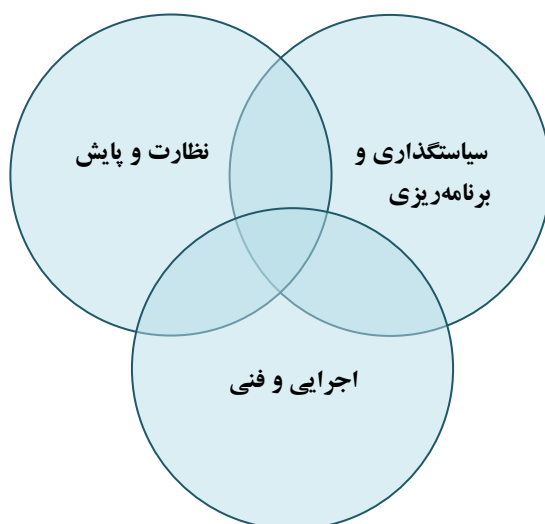 سیاستگذاری و
برنامه‌ریزی
نظارت و پایش
اجرایی و فنی